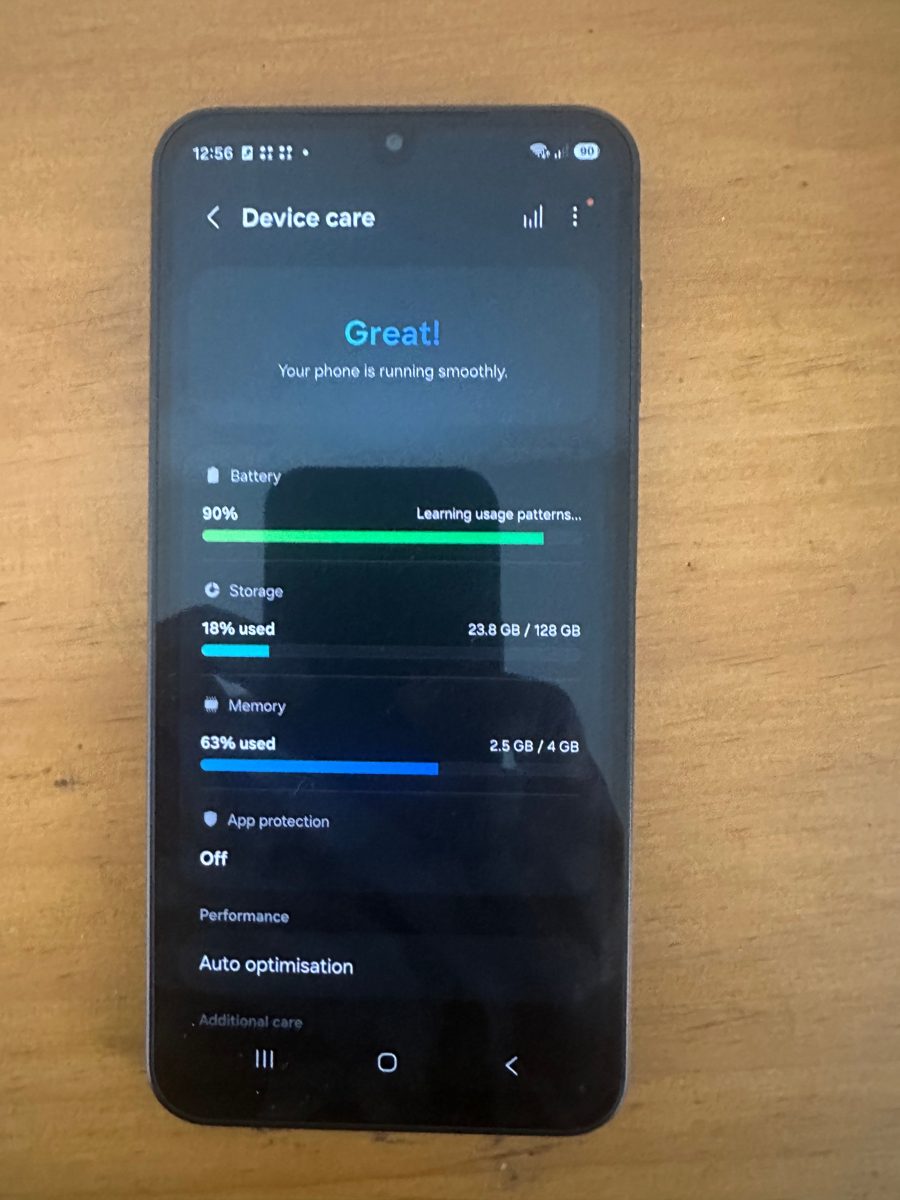 12:56 90
Device care
Great!
Your phone is running smoothly.
Battery
90% Learning usage patterns...
Storage
18% used 23.8 GB / 128 GB
Memory
63% used 2.5 GB / 4 GB
App protection
Off
Performance
Auto optimisation
Additional care